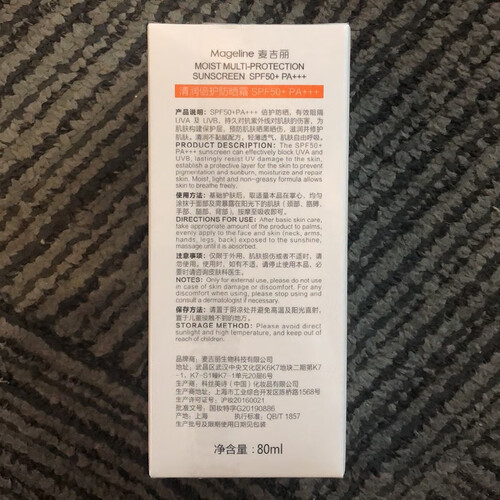 Mageline 麦吉丽
MOIST MULTI-PROTECTION
SUNSCREEN SPF50+ PA+++
清润倍护防晒霜 SPF50+ PA+++
产品说明：SPF50+PA+++ 倍护防晒，有效阻隔
UVA 及 UVB，持久对抗紫外线对肌肤的伤害，为
肌肤构建保护层，预防肌肤晒黑晒伤，滋润并修护
肌肤。清润不黏腻配方，轻薄透气，肌肤自由呼吸。
PRODUCT DESCRIPTION: The SPF50+
PA+++ sunscreen can effectively block UVA and
UVB, lastingly resist UV damage to the skin,
establish a protective layer for the skin to prevent
pigmentation and sunburn, moisturize and repair
skin. Moist, light and non-greasy formula allows
skin to breathe freely.
使用方法：基础护肤后，取适量本品在掌心，均匀
涂抹于面部及需暴露在阳光下的肌肤（颈部、胳膊、
手部、腿部、背部），按摩至吸收即可。
DIRECTIONS FOR USE: After basic skin care,
take appropriate amount of the product to palms,
evenly apply to the face and skin (neck, arms,
hands, legs, back) exposed to the sunshine,
massage until it is absorbed.
注意事项：仅限于外用，肌肤损伤或者不适时，请
勿使用。使用时，如有不适，请停止使用本品，必
要时请咨询皮肤科医生。
NOTES: Only for external use, please do not use
in case of skin damage or discomfort. For any
discomfort when using, please stop using and
consult a dermatologist if necessary.
保存方法：请置于阴凉处并避免高温及阳光直射，
置于儿童接触不到的地方。
STORAGE METHOD: Please avoid direct
sunlight and high temperature, and keep out of
reach of children.
品牌商：麦吉丽生物科技有限公司
地址：武昌区武汉中央文化区K6K7地块二期第K7
-1，K7-S1幢K7-1单元20层6号
生产商：科丝美诗（中国）化妆品有限公司
生产商地址：上海市工业综合开发区陈桥路1568号
生产许可证号：沪妆20160021
批准文号：国妆特字G20190886
产地：上海 执行标准：QB/T 1857
生产批号及限期使用日期见包装
净含量：80ml